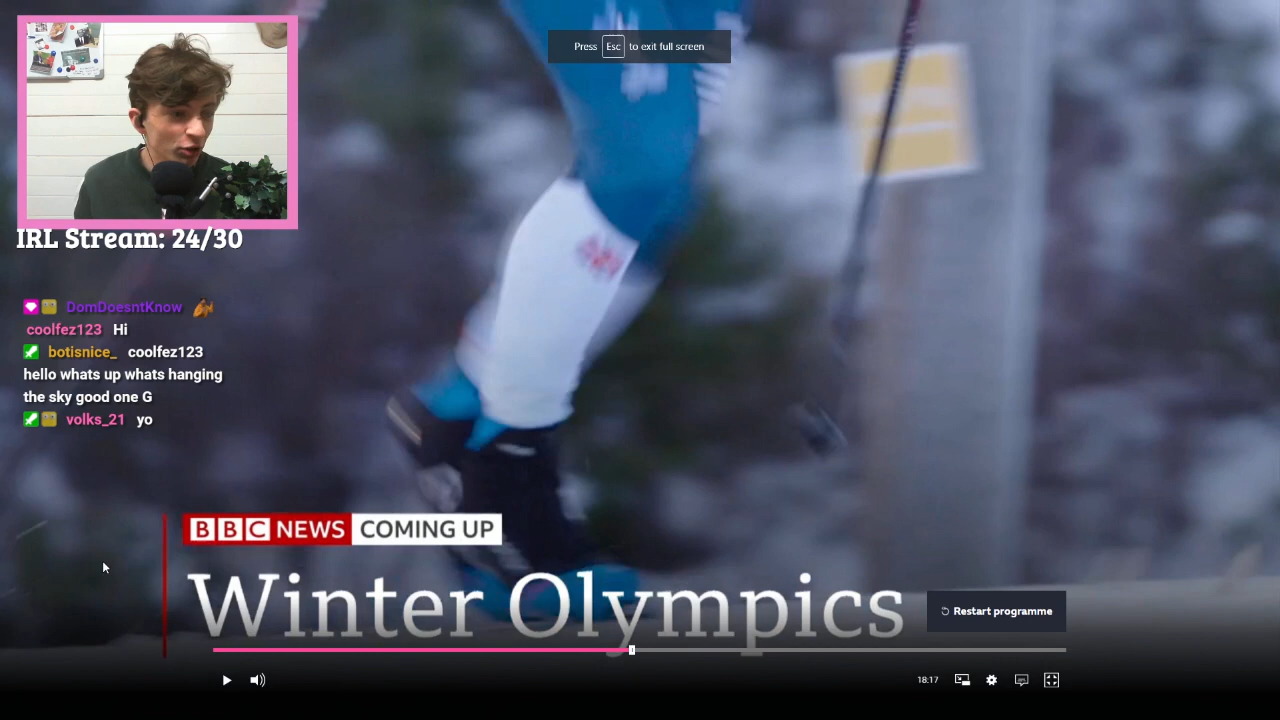 Press Esc to exit full screen
IRL Stream: 24/30
DomDoesntKnow
coolfez123 Hi
botisnice_ coolfez123
hello whats up whats hanging
the sky good one G
volks_21 yo
BBC NEWS COMING UP
Winter Olympics
Restart programme
18:17